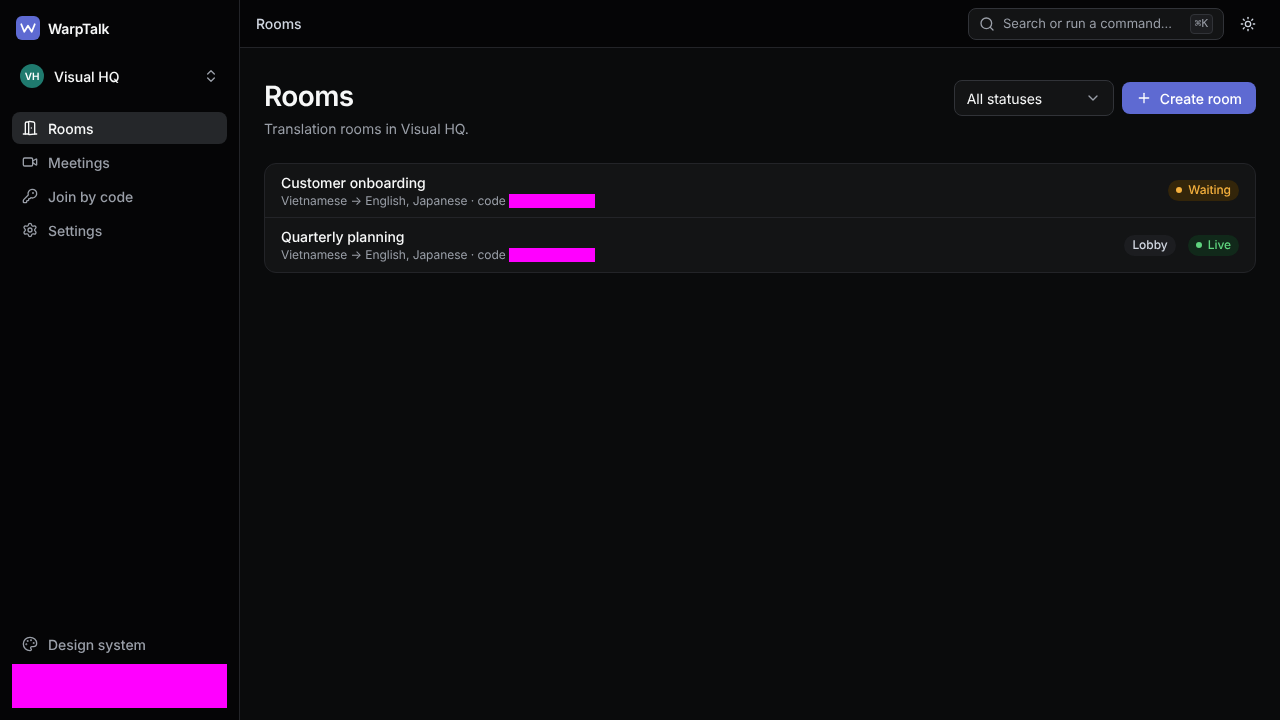 WarpTalk
VH Visual HQ
Rooms
Meetings
Join by code
Settings
Design system
Rooms
Search or run a command... ⌘K
Rooms
Translation rooms in Visual HQ.
All statuses
Create room
Customer onboarding
Vietnamese → English, Japanese · code
Waiting
Quarterly planning
Vietnamese → English, Japanese · code
Lobby
Live